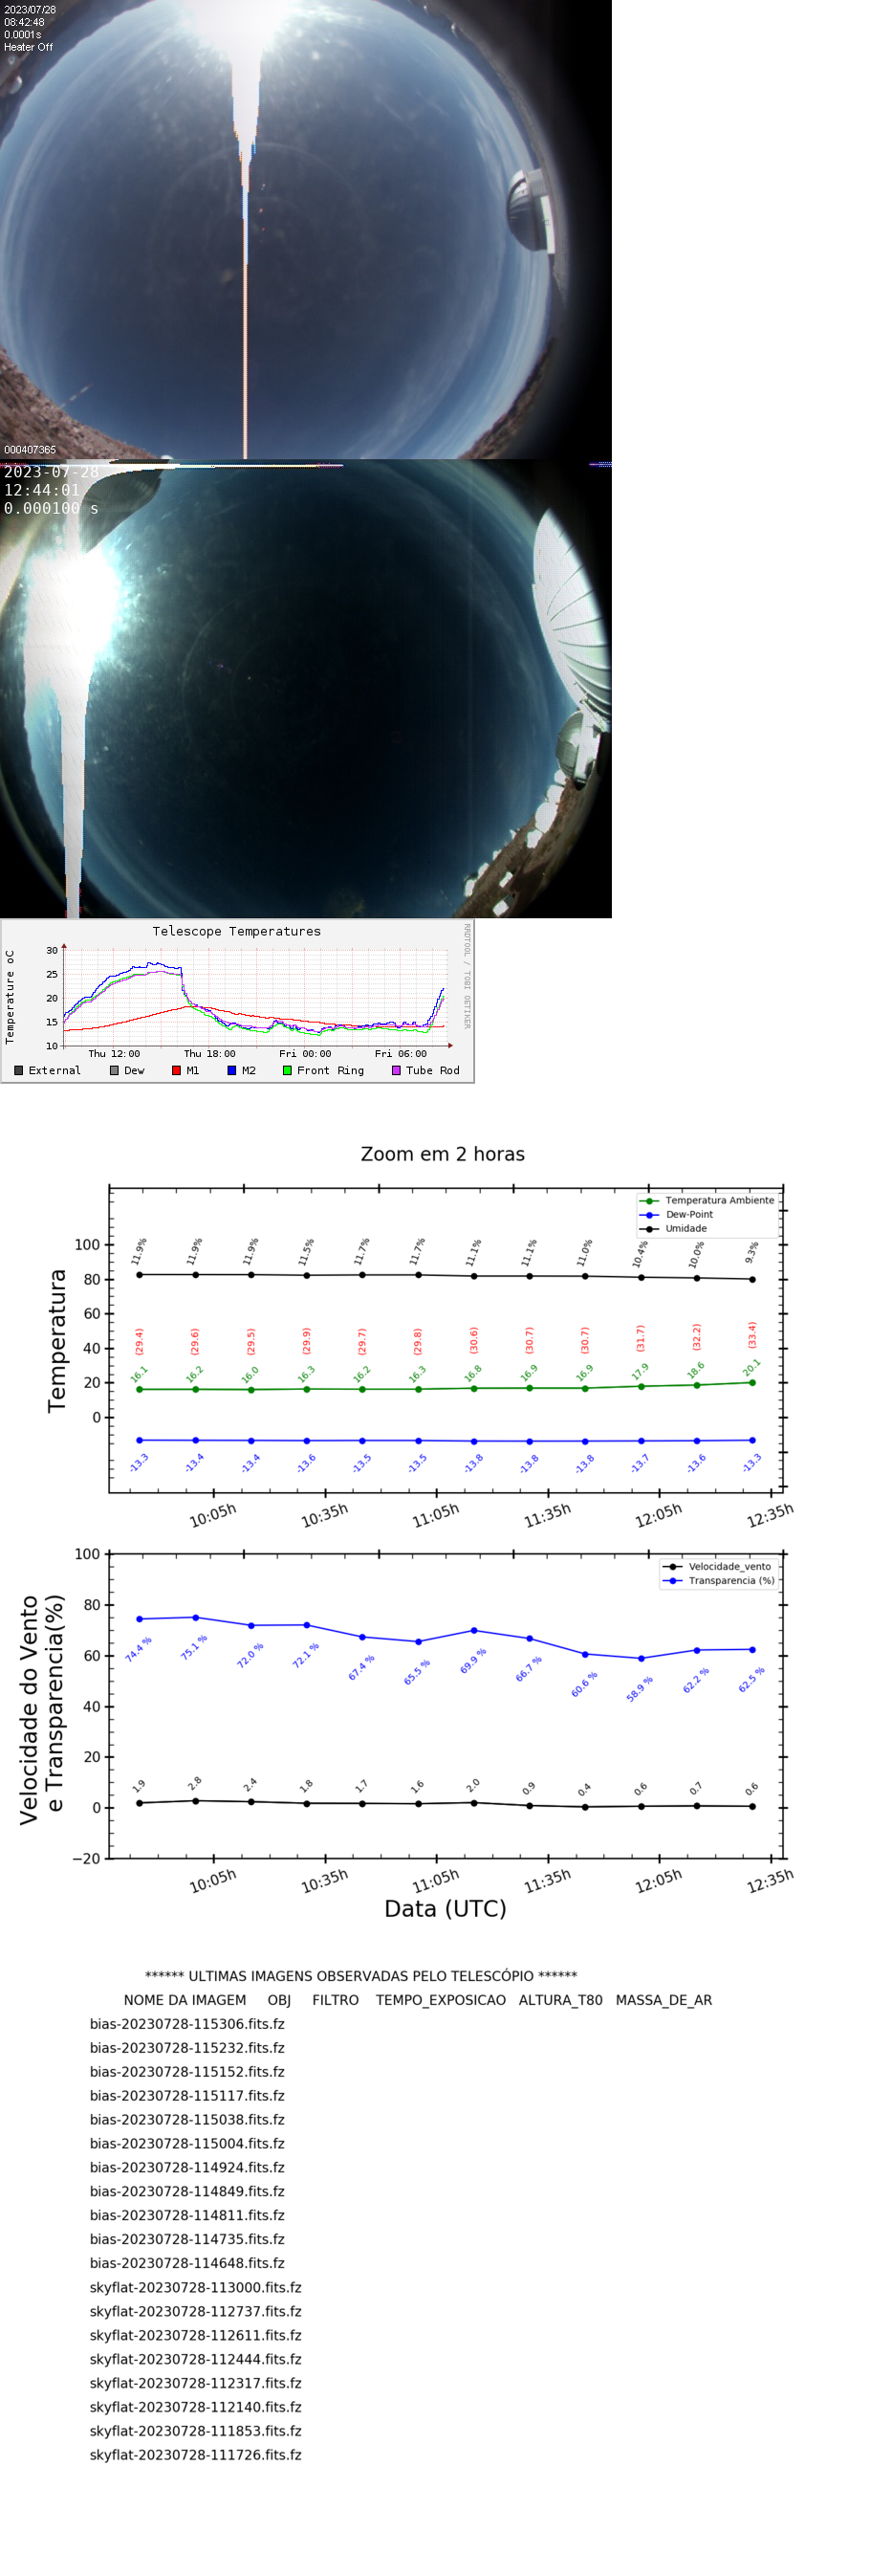 2023/07/28
08:42:48
0.0001s
Heater Off
000407365
2023-07-28
12:44:01
0.000100 s
Telescope Temperatures
RRDTOOL / TOBI OETIKER
Temperature oC
30
25
20
15
10
Thu 12:00 Thu 18:00 Fri 00:00 Fri 06:00
External Dew M1 M2 Front Ring Tube Rod
Zoom em 2 horas
Temperatura Ambiente
Dew-Point
Umidade
Temperatura
100
80
60
40
20
0
11.9% 11.9% 11.9% 11.5% 11.7% 11.7% 11.1% 11.1% 11.0% 10.4% 10.0% 9.3%
(29.4) (29.6) (29.5) (29.9) (29.7) (29.8) (30.6) (30.7) (30.7) (31.7) (32.2) (33.4)
16.1 16.2 16.0 16.3 16.2 16.3 16.8 16.9 16.9 17.9 18.6 20.1
-13.3 -13.4 -13.4 -13.6 -13.5 -13.5 -13.8 -13.8 -13.8 -13.7 -13.6 -13.3
10:05h 10:35h 11:05h 11:35h 12:05h 12:35h
Velocidade_vento
Transparencia (%)
Velocidade do Vento
e Transparencia(%)
100
80
60
40
20
0
−20
74.4 % 75.1 % 72.0 % 72.1 % 67.4 % 65.5 % 69.9 % 66.7 % 60.6 % 58.9 % 62.2 % 62.5 %
1.9 2.8 2.4 1.8 1.7 1.6 2.0 0.9 0.4 0.6 0.7 0.6
10:05h 10:35h 11:05h 11:35h 12:05h 12:35h
Data (UTC)
****** ULTIMAS IMAGENS OBSERVADAS PELO TELESCÓPIO ******
NOME DA IMAGEM OBJ FILTRO TEMPO_EXPOSICAO ALTURA_T80 MASSA_DE_AR
bias-20230728-115306.fits.fz
bias-20230728-115232.fits.fz
bias-20230728-115152.fits.fz
bias-20230728-115117.fits.fz
bias-20230728-115038.fits.fz
bias-20230728-115004.fits.fz
bias-20230728-114924.fits.fz
bias-20230728-114849.fits.fz
bias-20230728-114811.fits.fz
bias-20230728-114735.fits.fz
bias-20230728-114648.fits.fz
skyflat-20230728-113000.fits.fz
skyflat-20230728-112737.fits.fz
skyflat-20230728-112611.fits.fz
skyflat-20230728-112444.fits.fz
skyflat-20230728-112317.fits.fz
skyflat-20230728-112140.fits.fz
skyflat-20230728-111853.fits.fz
skyflat-20230728-111726.fits.fz